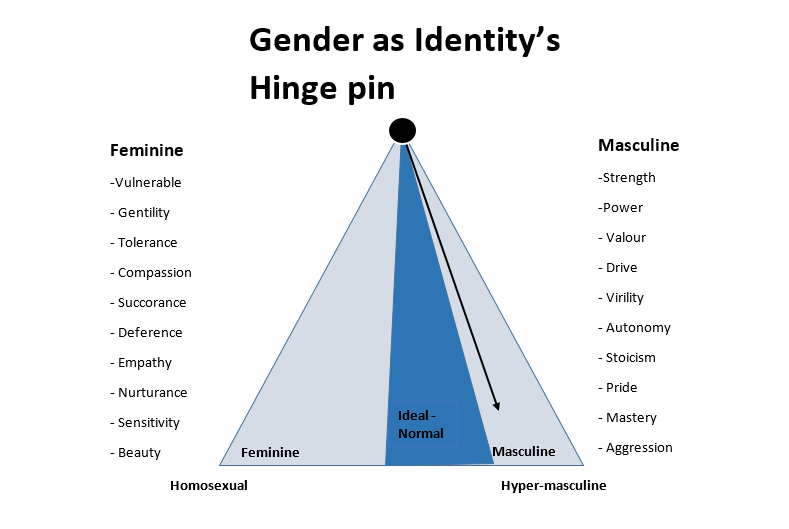 Gender as Identity’s
Hinge pin
Feminine
-Vulnerable
- Gentility
- Tolerance
- Compassion
- Succorance
- Deference
- Empathy
- Nurturance
- Sensitivity
- Beauty
Masculine
-Strength
-Power
- Valour
- Drive
- Virility
- Autonomy
- Stoicism
- Pride
- Mastery
- Aggression
Ideal -
Normal
Feminine
Masculine
Homosexual
Hyper-masculine